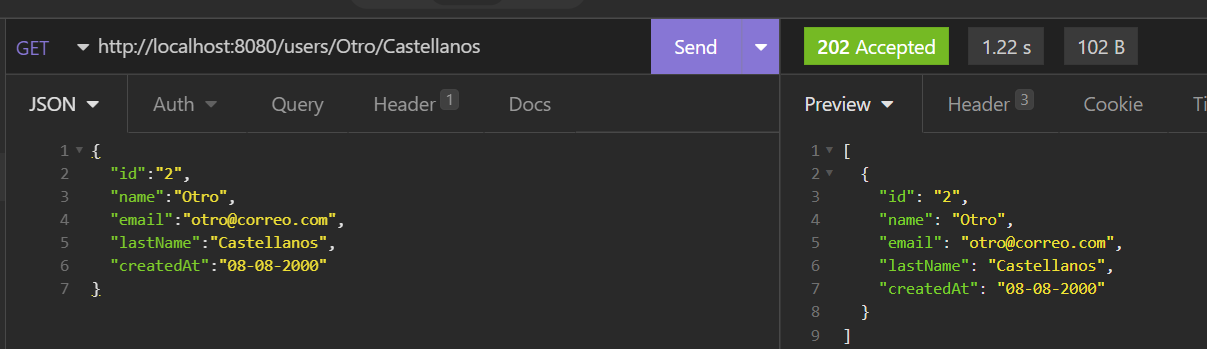 GET http://localhost:8080/users/Otro/Castellanos Send 202 Accepted 1.22 s 102 B
JSON Auth Query Header 1 Docs Preview Header 3 Cookie
1 {
2 "id":"2",
3 "name":"Otro",
4 "email":"otro@correo.com",
5 "lastName":"Castellanos",
6 "createdAt":"08-08-2000"
7 }
1 [
2 {
3 "id": "2",
4 "name": "Otro",
5 "email": "otro@correo.com",
6 "lastName": "Castellanos",
7 "createdAt": "08-08-2000"
8 }
9 ]